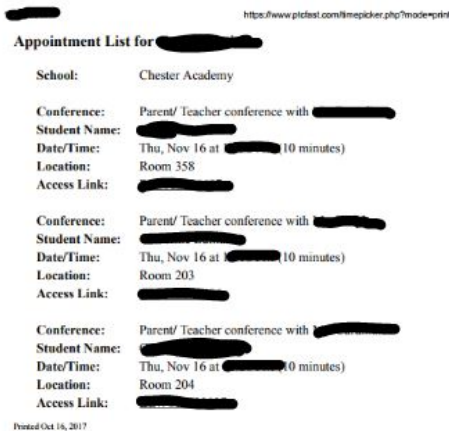 https://www.ptcfast.com/timepicker.php?mode=print
Appointment List for
School: Chester Academy
Conference: Parent/ Teacher conference with
Student Name:
Date/Time: Thu, Nov 16 at (10 minutes)
Location: Room 358
Access Link:
Conference: Parent/ Teacher conference with
Student Name:
Date/Time: Thu, Nov 16 at (10 minutes)
Location: Room 203
Access Link:
Conference: Parent/ Teacher conference with
Student Name:
Date/Time: Thu, Nov 16 at 10 minutes)
Location: Room 204
Access Link:
Printed Oct 16, 2017